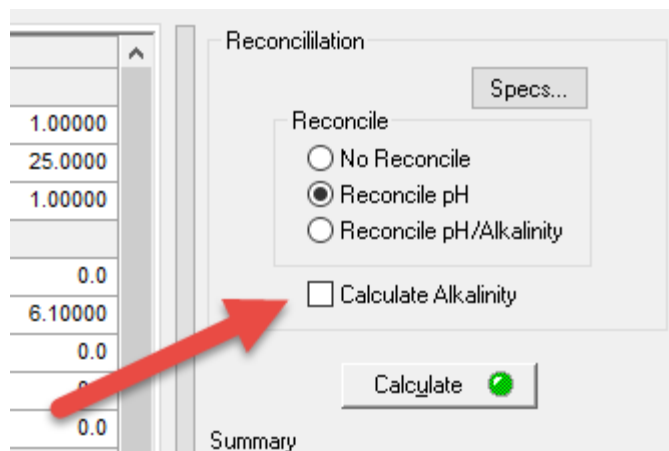 Reconcililation
Specs...
1.00000
Reconcile
25.0000
No Reconcile
1.00000
Reconcile pH
Reconcile pH/Alkalinity
0.0
Calculate Alkalinity
6.10000
0.0
Calculate
0.0
Summary